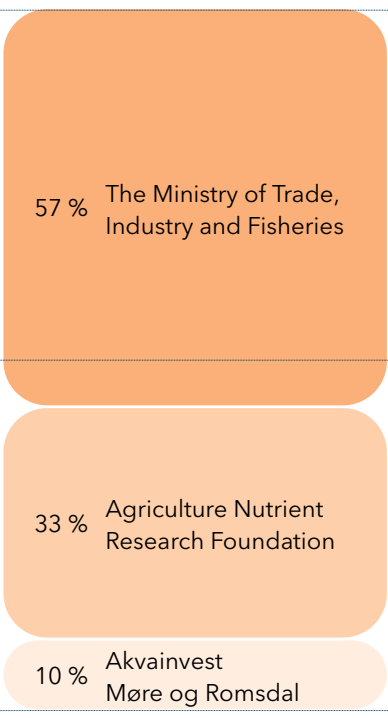 57 % The Ministry of Trade,
Industry and Fisheries
33 % Agriculture Nutrient
Research Foundation
10 % Akvainvest
Møre og Romsdal